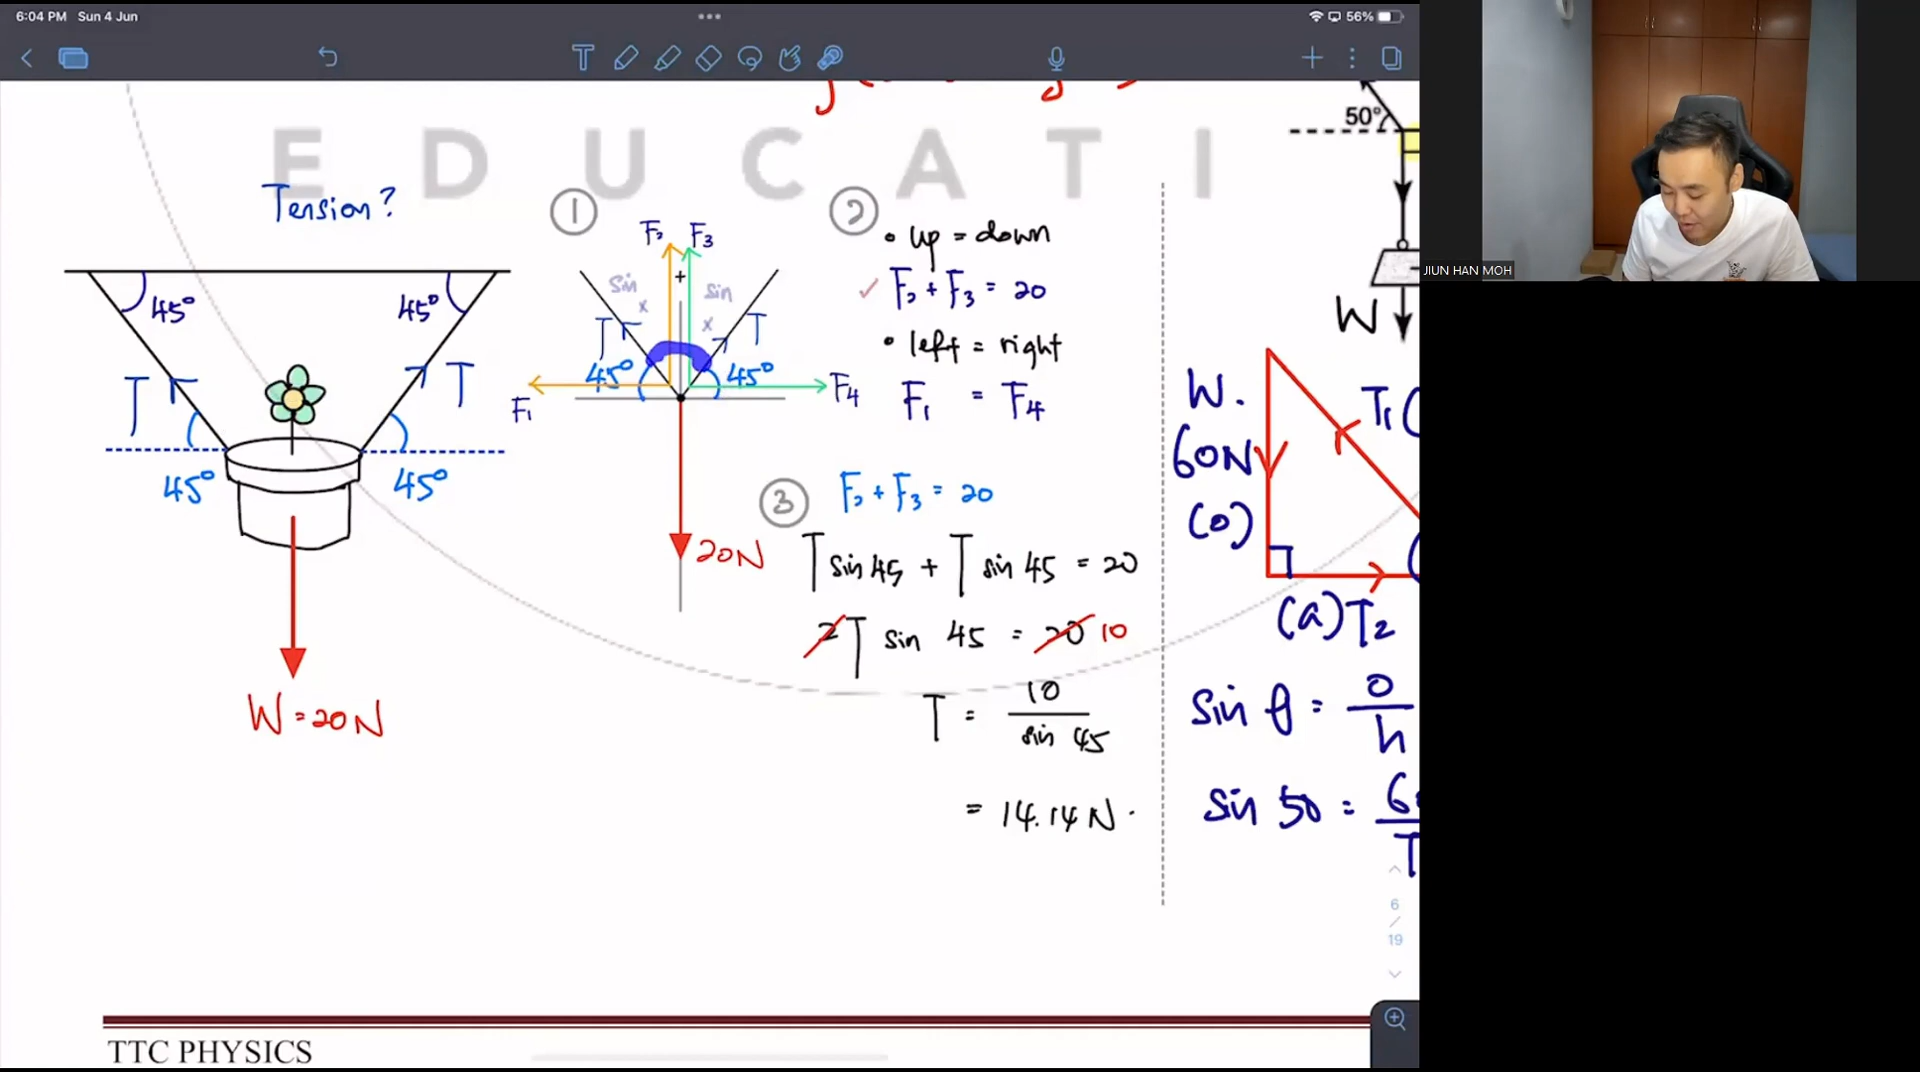 6:04 PM Sun 4 Jun
56%
E D U C A T I
Tension?
45° 45°
T T
45° 45°
W = 20N
①
F₂ F₃
sin sin
x x
T T
45° 45°
F₁ F₄
20N
②
• up = down
F₂ + F₃ = 20
• left = right
F₁ = F₄
③ F₂ + F₃ = 20
T sin 45 + T sin 45 = 20
2T sin 45 = 20 10
T = 10 / sin 45
= 14.14 N.
50°
W
W.
60N
(o)
T₁(
(a) T₂
sin θ = o / h
sin 50 = 6
T
6
/
19
TTC PHYSICS
JIUN HAN MOH